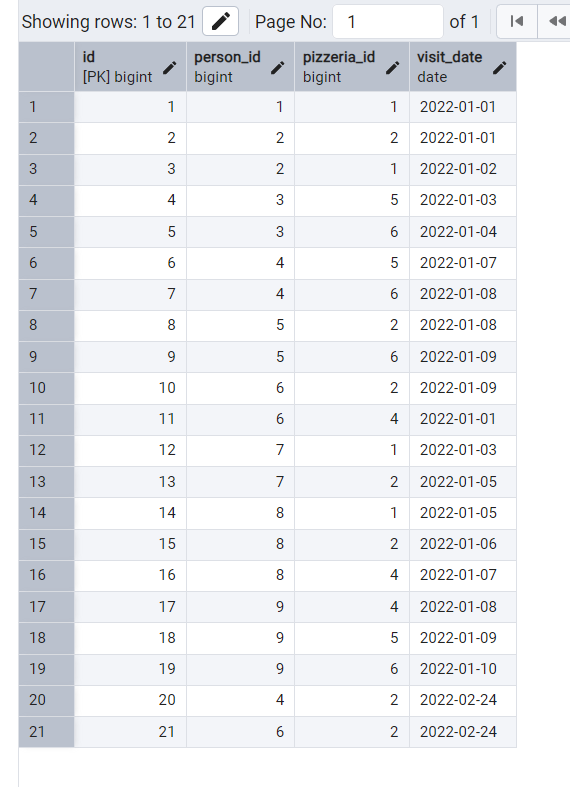 Showing rows: 1 to 21 Page No: 1 of 1
id person_id pizzeria_id visit_date
[PK] bigint bigint bigint date
1 1 1 1 2022-01-01
2 2 2 2 2022-01-01
3 3 2 1 2022-01-02
4 4 3 5 2022-01-03
5 5 3 6 2022-01-04
6 6 4 5 2022-01-07
7 7 4 6 2022-01-08
8 8 5 2 2022-01-08
9 9 5 6 2022-01-09
10 10 6 2 2022-01-09
11 11 6 4 2022-01-01
12 12 7 1 2022-01-03
13 13 7 2 2022-01-05
14 14 8 1 2022-01-05
15 15 8 2 2022-01-06
16 16 8 4 2022-01-07
17 17 9 4 2022-01-08
18 18 9 5 2022-01-09
19 19 9 6 2022-01-10
20 20 4 2 2022-02-24
21 21 6 2 2022-02-24